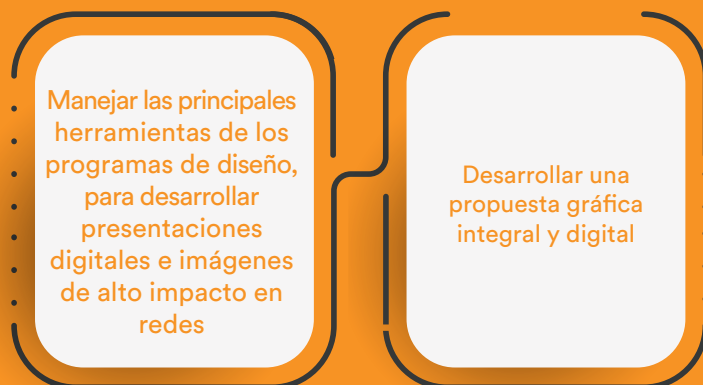 Manejar las principales
herramientas de los
programas de diseño,
para desarrollar
presentaciones
digitales e imágenes
de alto impacto en
redes
Desarrollar una
propuesta gráfica
integral y digital